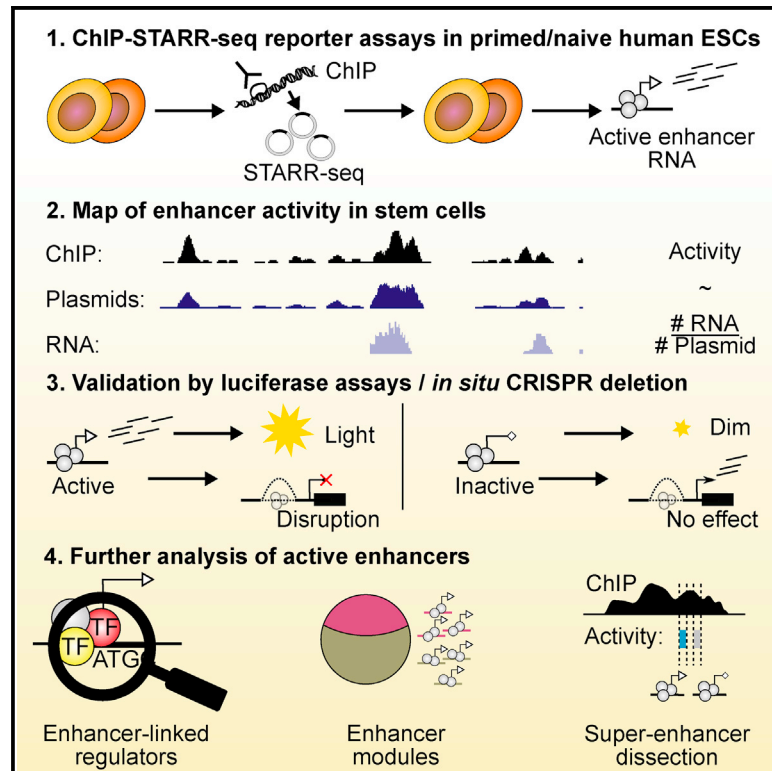 1. ChIP-STARR-seq reporter assays in primed/naive human ESCs
ChIP
STARR-seq
Active enhancer
RNA
2. Map of enhancer activity in stem cells
ChIP:
Plasmids:
RNA:
Activity
~
# RNA
# Plasmid
3. Validation by luciferase assays / in situ CRISPR deletion
Active
Light
Disruption
Inactive
Dim
No effect
4. Further analysis of active enhancers
TF
TF
ATG
Enhancer-linked
regulators
Enhancer
modules
ChIP
Activity:
Super-enhancer
dissection